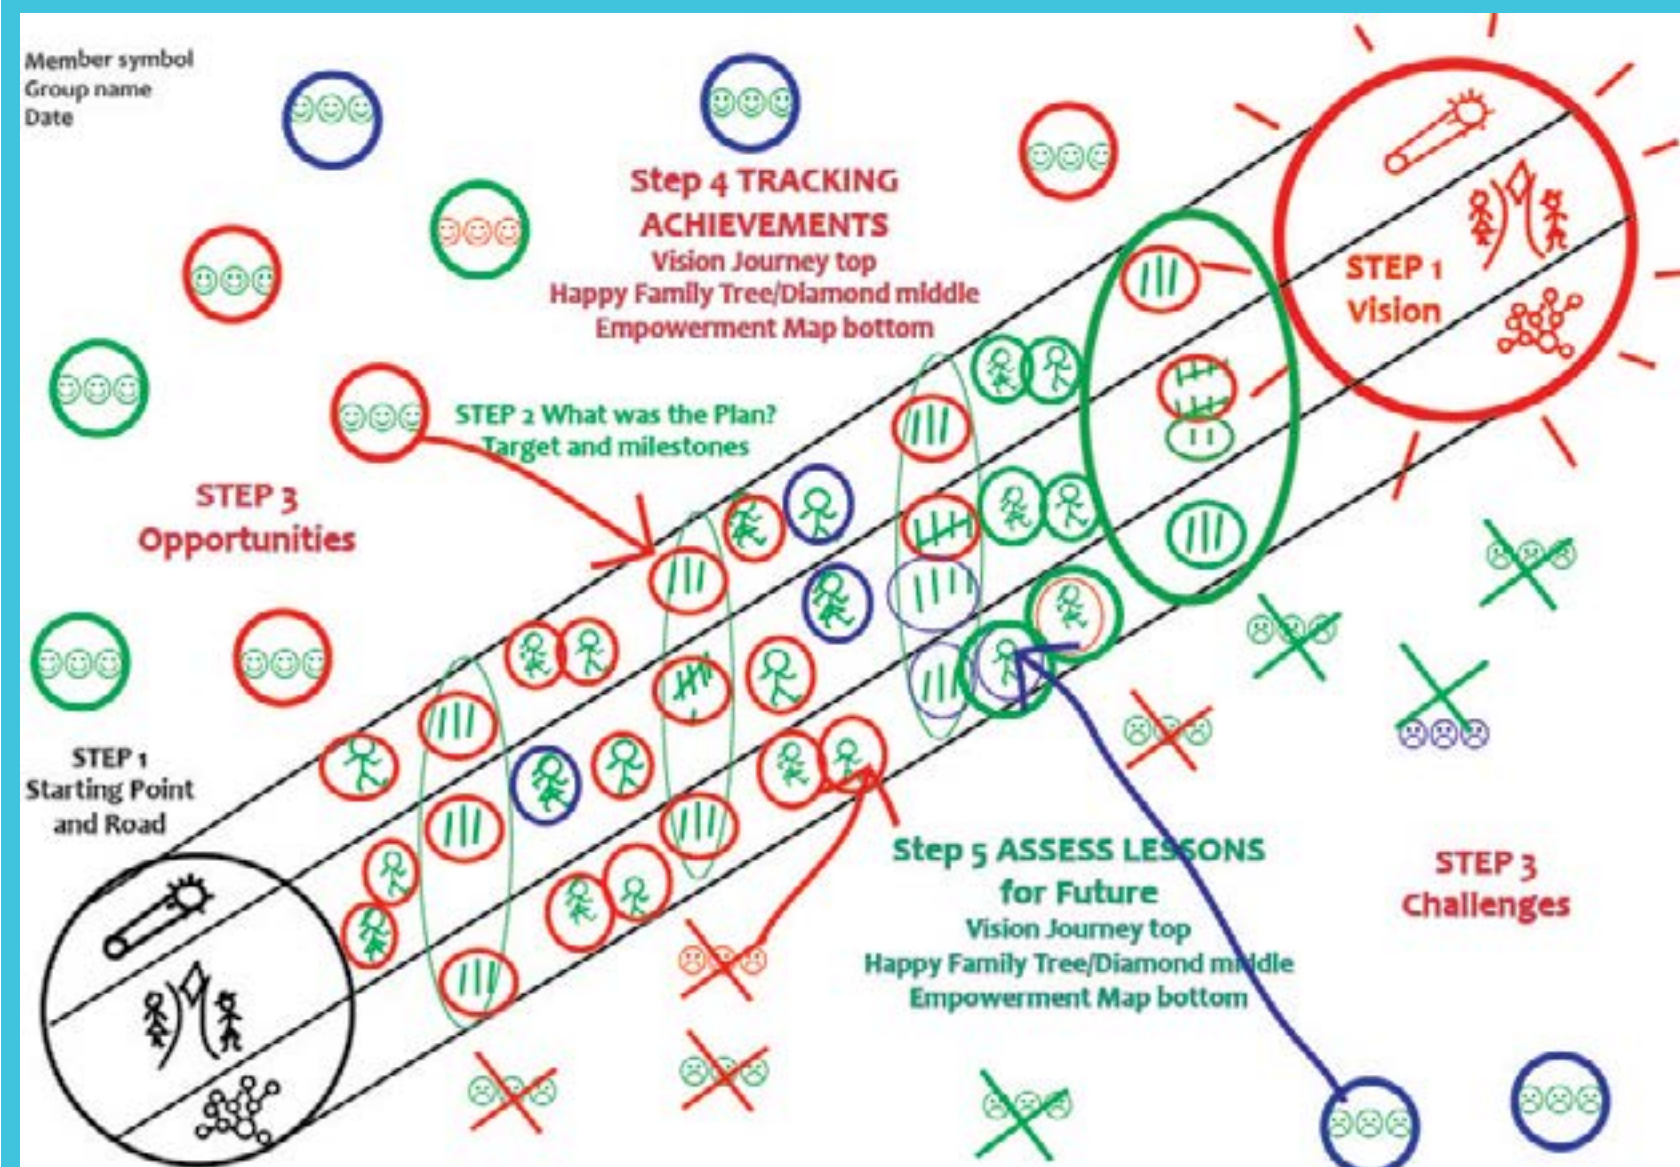 Member symbol
Group name
Date
Step 4 TRACKING
ACHIEVEMENTS
Vision Journey top
Happy Family Tree/Diamond middle
Empowerment Map bottom
STEP 1
Vision
STEP 2 What was the Plan?
Target and milestones
STEP 3
Opportunities
STEP 1
Starting Point
and Road
Step 5 ASSESS LESSONS
for Future
Vision Journey top
Happy Family Tree/Diamond middle
Empowerment Map bottom
STEP 3
Challenges